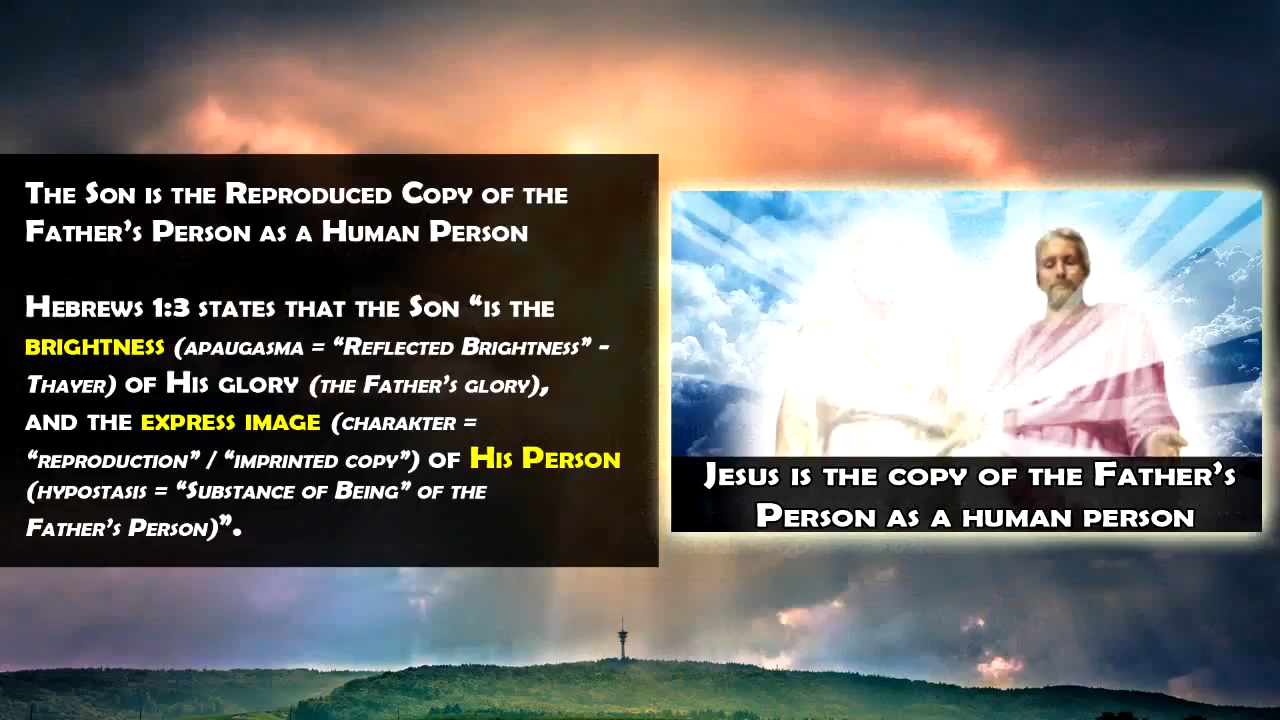 The Son is the Reproduced Copy of the
Father’s Person as a Human Person
Hebrews 1:3 states that the Son “is the
brightness (apaugasma = “Reflected Brightness” -
Thayer) of His glory (the Father’s glory),
and the express image (charakter =
“reproduction” / “imprinted copy”) of His Person
(hypostasis = “Substance of Being” of the
Father’s Person)”.
Jesus is the copy of the Father’s
Person as a human person